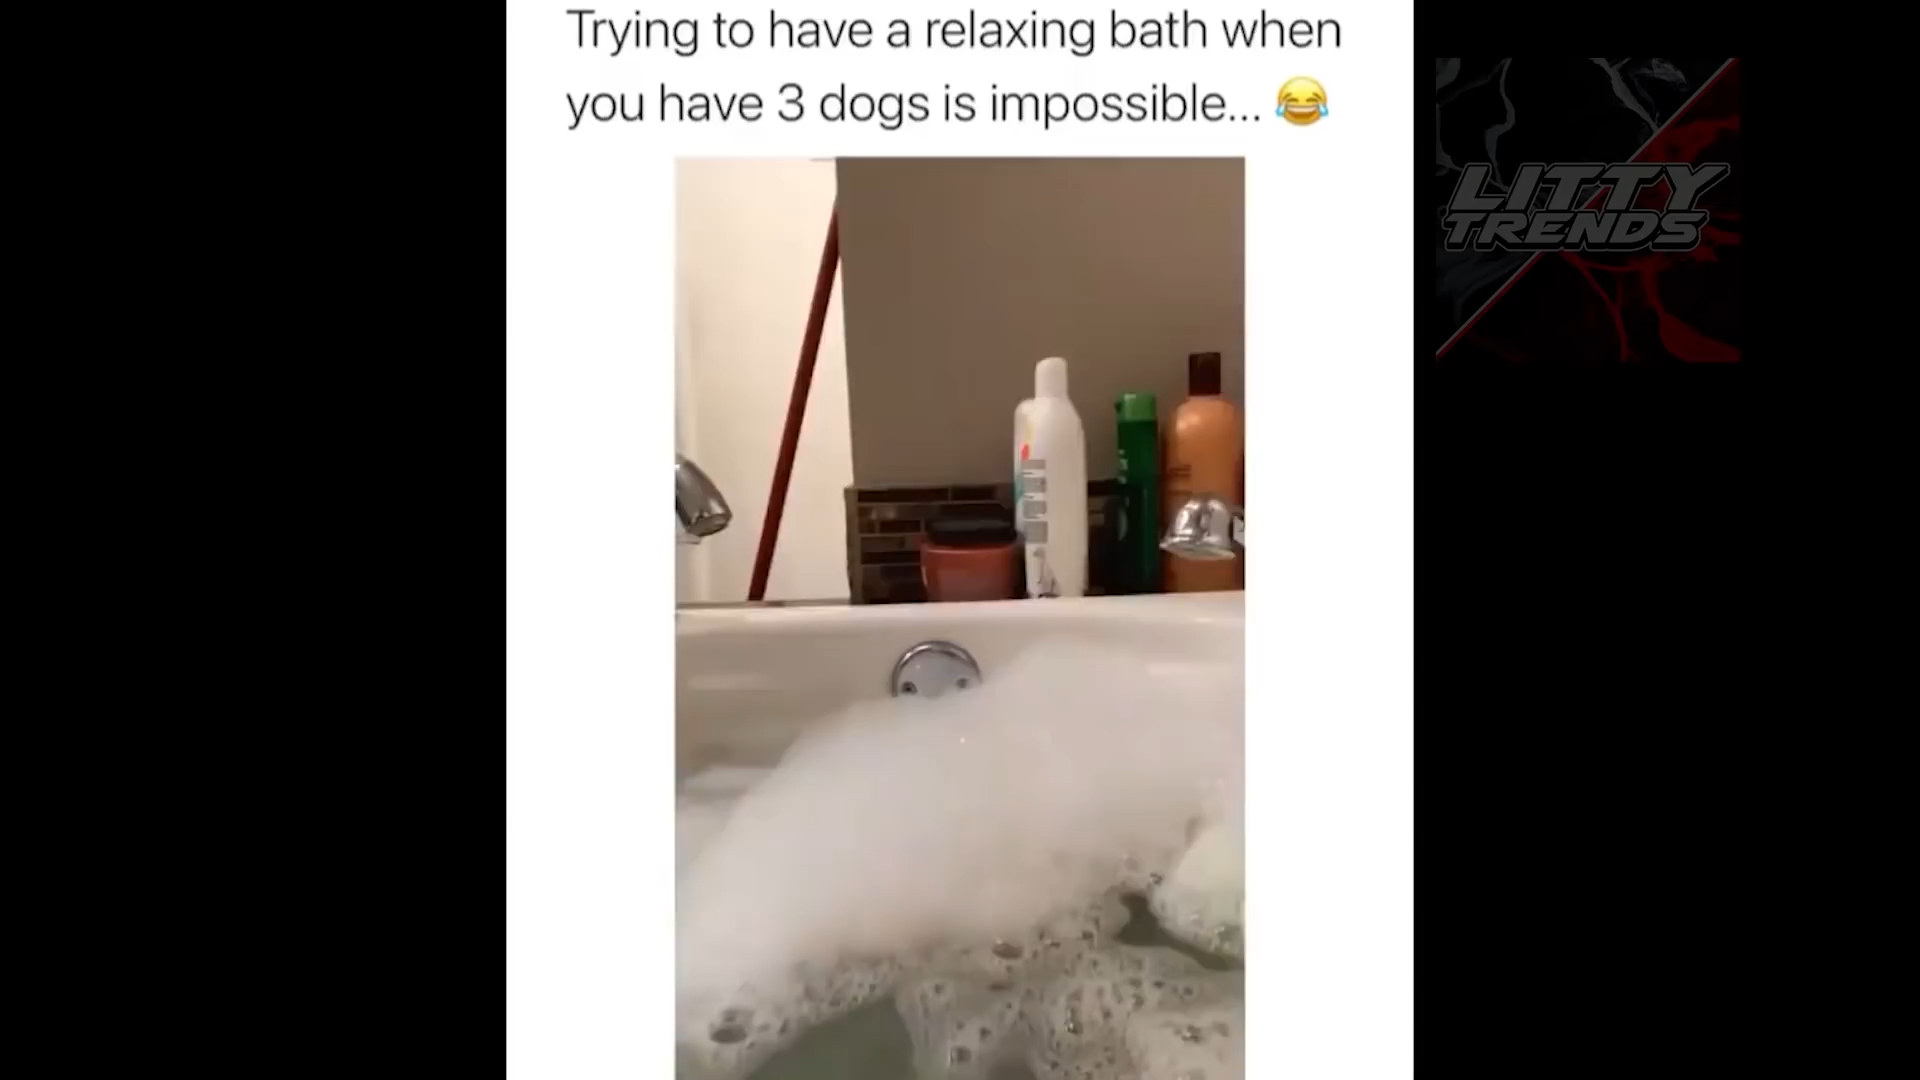 Trying to have a relaxing bath when
you have 3 dogs is impossible... 😂
LITTY
TRENDS